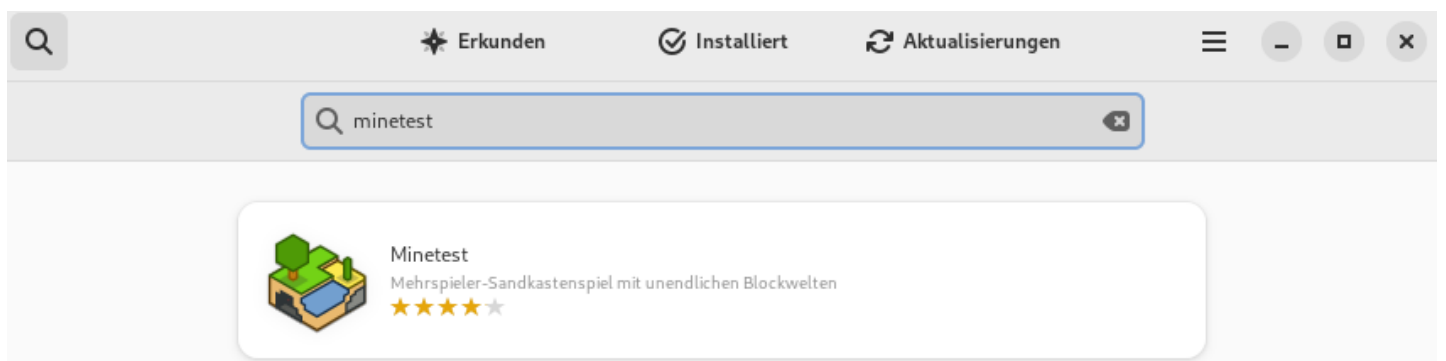 Erkunden Installiert Aktualisierungen
minetest
Minetest
Mehrspieler-Sandkastenspiel mit unendlichen Blockwelten